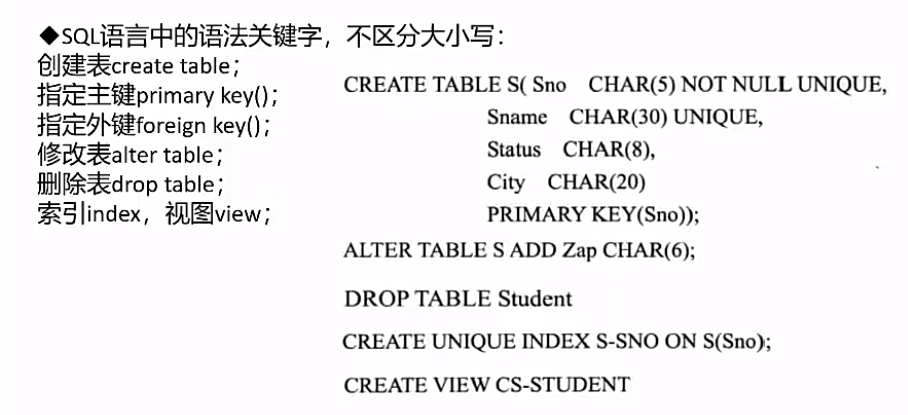 ◆SQL语言中的语法关键字，不区分大小写：
创建表create table；
指定主键primary key()；
指定外键foreign key()；
修改表alter table；
删除表drop table；
索引index，视图view；
CREATE TABLE S( Sno CHAR(5) NOT NULL UNIQUE,
Sname CHAR(30) UNIQUE,
Status CHAR(8),
City CHAR(20)
PRIMARY KEY(Sno));
ALTER TABLE S ADD Zap CHAR(6);
DROP TABLE Student
CREATE UNIQUE INDEX S-SNO ON S(Sno);
CREATE VIEW CS-STUDENT